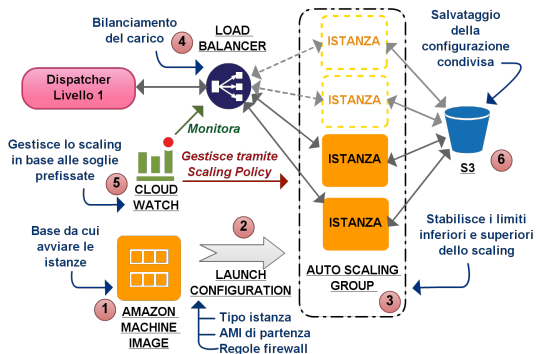 Bilanciamento
del carico
4
LOAD
BALANCER
Dispatcher
Livello 1
ISTANZA
ISTANZA
ISTANZA
ISTANZA
Salvataggio
della
configurazione
condivisa
S3
6
Monitora
Gestisce lo scaling
in base alle soglie
prefissate
5
CLOUD
WATCH
Gestisce tramite
Scaling Policy
Base da cui
avviare le
istanze
1
AMAZON
MACHINE
IMAGE
2
LAUNCH
CONFIGURATION
Tipo istanza
AMI di partenza
Regole firewall
AUTO SCALING
GROUP
3
Stabilisce i limiti
inferiori e superiori
dello scaling